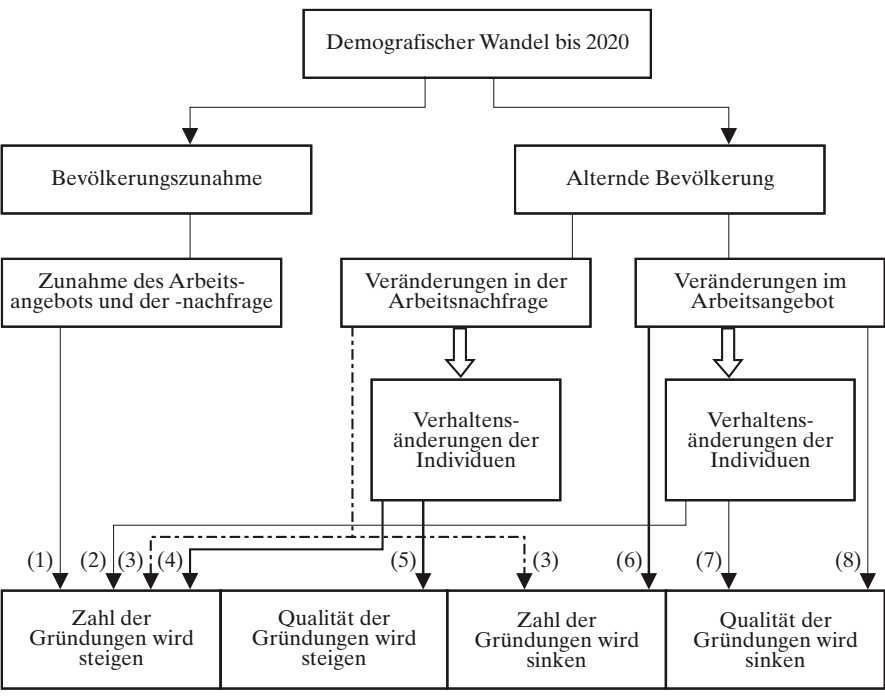 Demografischer Wandel bis 2020
Bevölkerungszunahme
Alternde Bevölkerung
Zunahme des Arbeits-
angebots und der -nachfrage
Veränderungen in der
Arbeitsnachfrage
Veränderungen im
Arbeitsangebot
Verhaltens-
änderungen der
Individuen
Verhaltens-
änderungen der
Individuen
(1) (2) (3) (4) (5) (3) (6) (7) (8)
Zahl der
Gründungen wird
steigen
Qualität der
Gründungen wird
steigen
Zahl der
Gründungen wird
sinken
Qualität der
Gründungen wird
sinken